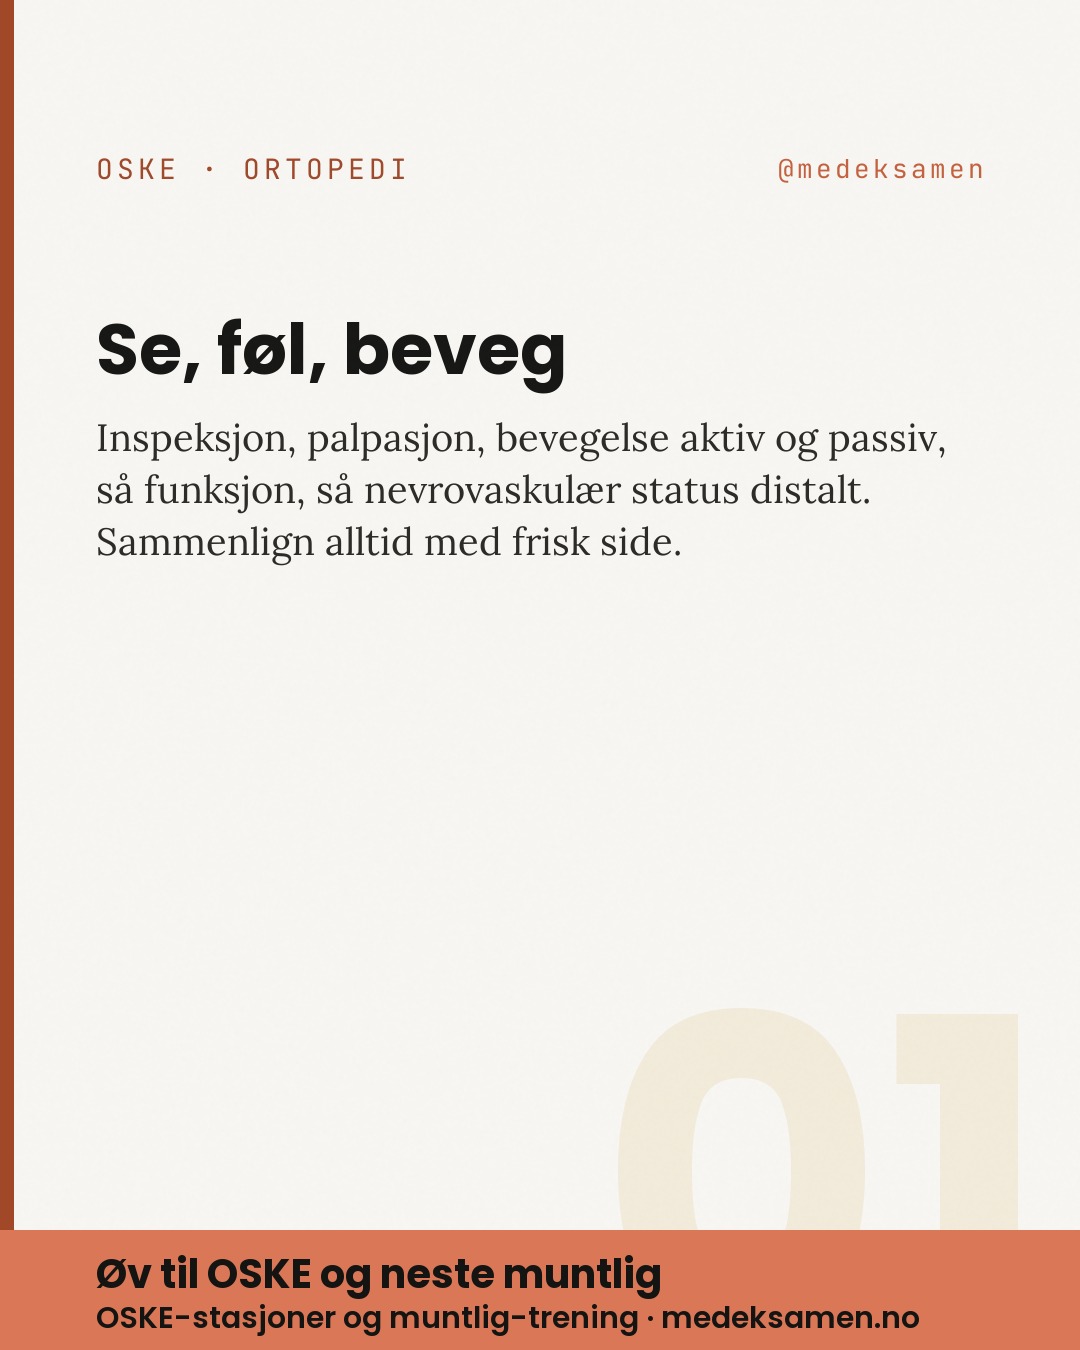 OSKE · ORTOPEDI
@medeksamen
Se, føl, beveg
Inspeksjon, palpasjon, bevegelse aktiv og passiv,
så funksjon, så nevrovaskulær status distalt.
Sammenlign alltid med frisk side.
01
Øv til OSKE og neste muntlig
OSKE-stasjoner og muntlig-trening · medeksamen.no